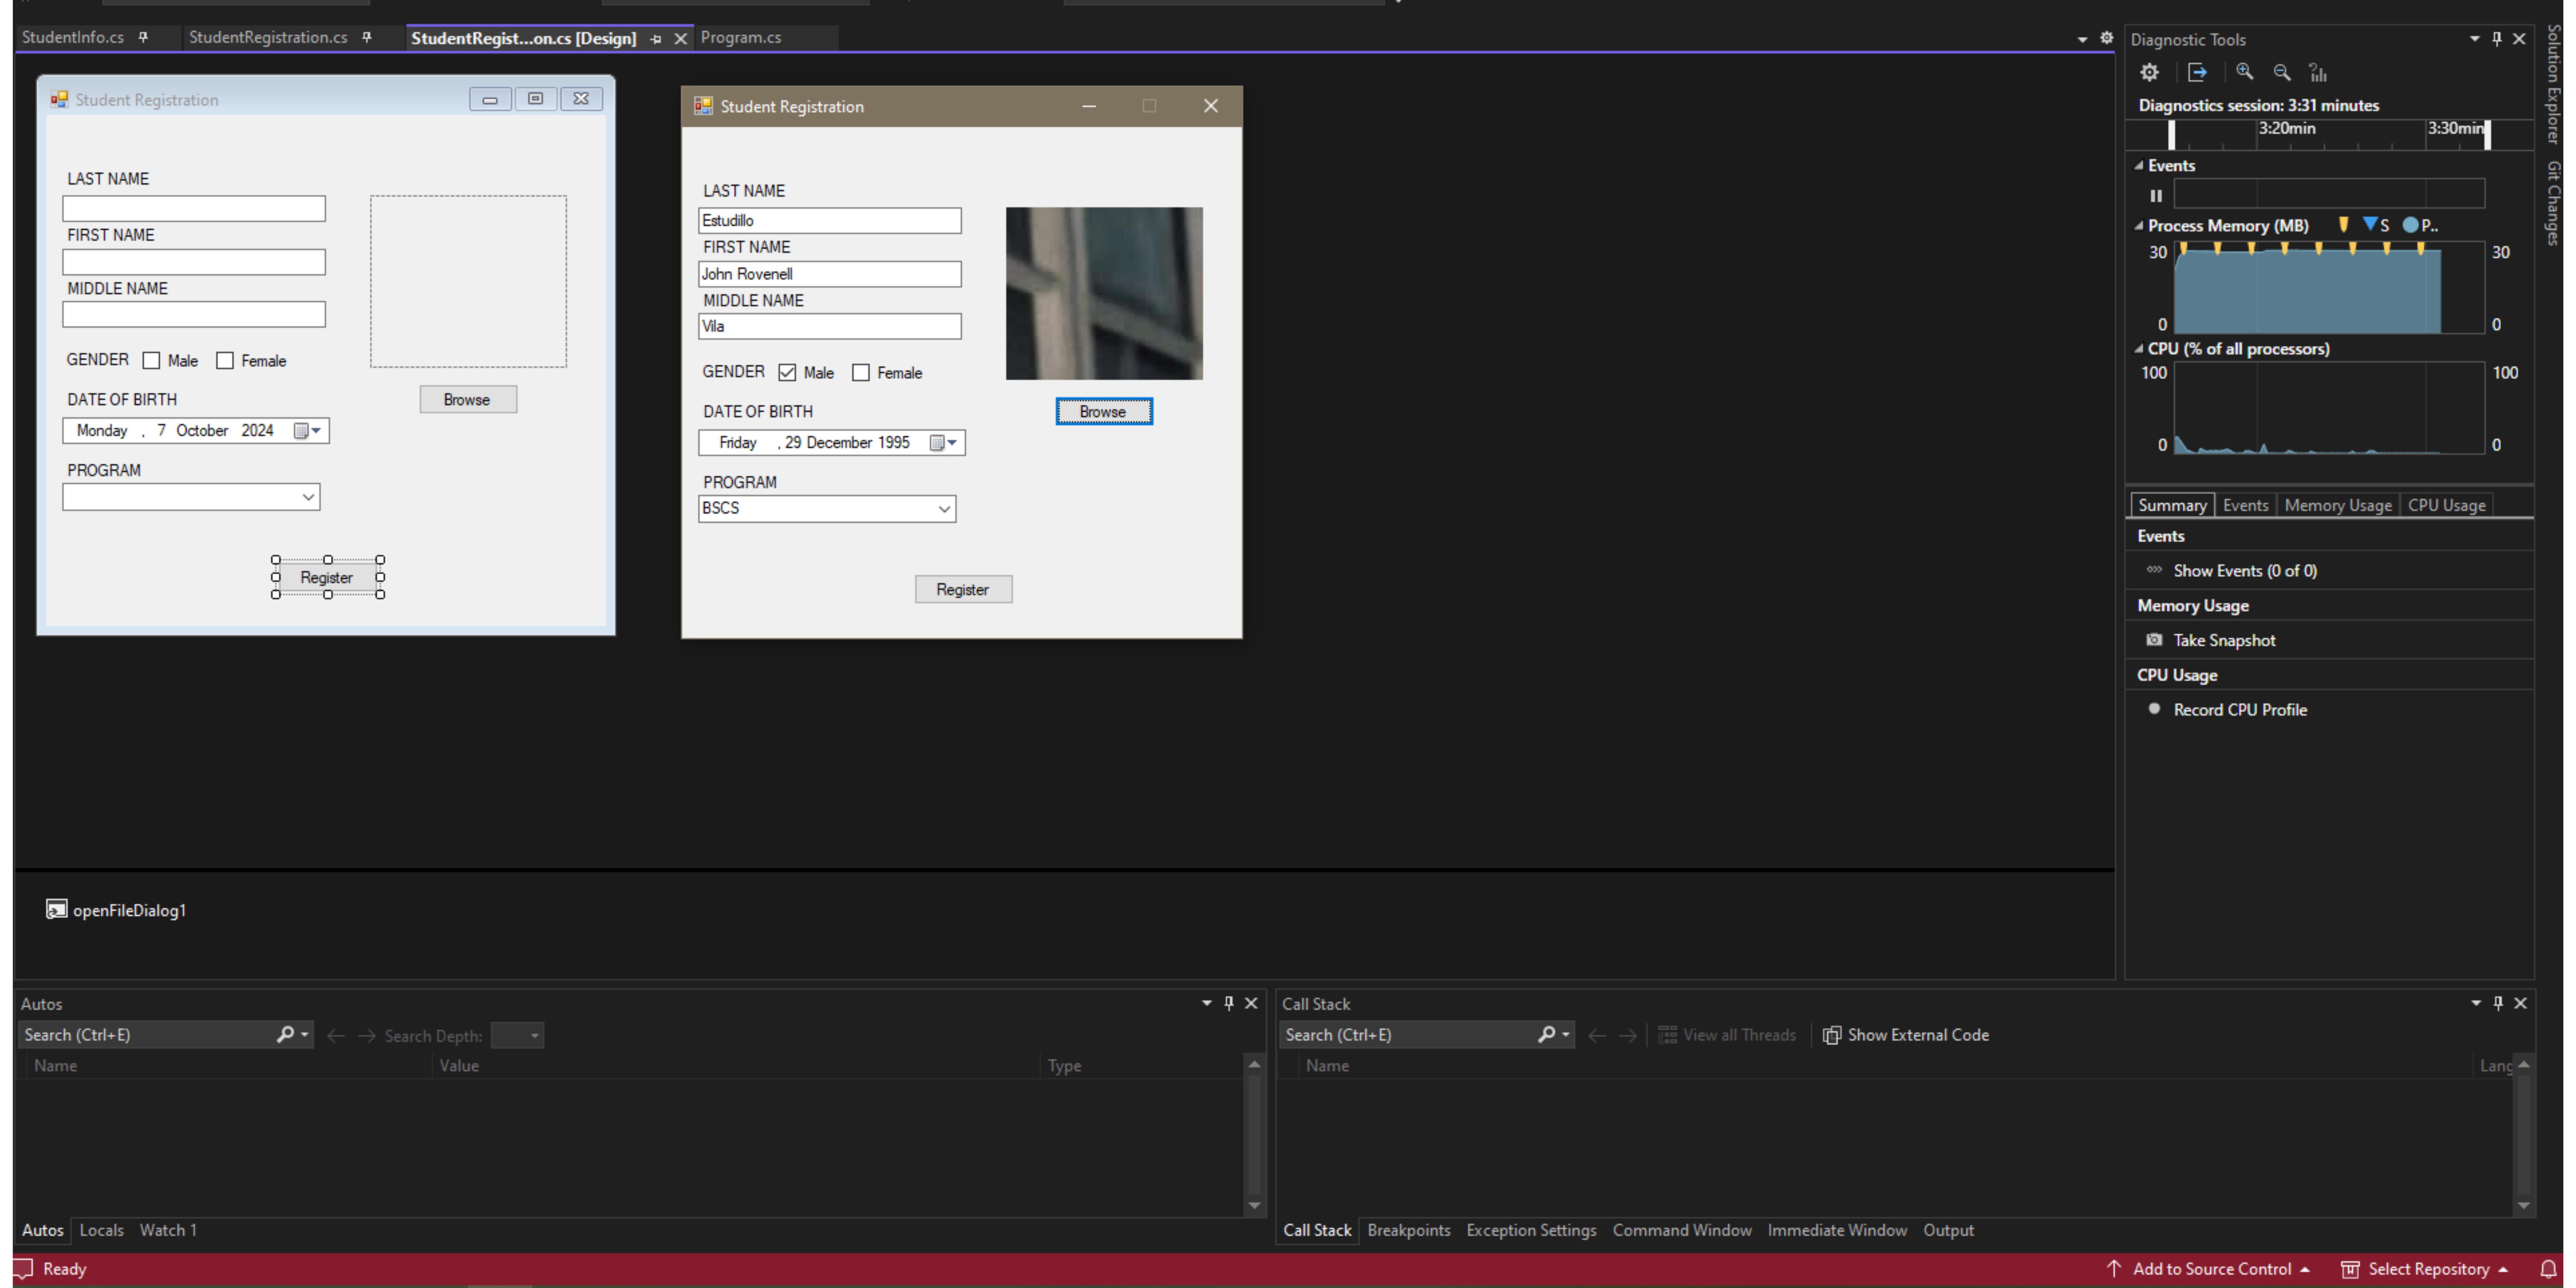 StudentInfo.cs
StudentRegistration.cs
StudentRegist...on.cs [Design]
Program.cs
Student Registration
LAST NAME
FIRST NAME
MIDDLE NAME
GENDER Male Female
DATE OF BIRTH
Monday , 7 October 2024
PROGRAM
Browse
Register
Student Registration
LAST NAME
Estudillo
FIRST NAME
John Rovenell
MIDDLE NAME
Vila
GENDER Male Female
DATE OF BIRTH
Friday , 29 December 1995
PROGRAM
BSCS
Browse
Register
openFileDialog1
Diagnostic Tools
Diagnostics session: 3:31 minutes
3:20min 3:30min
Events
Process Memory (MB) S P..
30 30
0 0
CPU (% of all processors)
100 100
0 0
Summary Events Memory Usage CPU Usage
Events
Show Events (0 of 0)
Memory Usage
Take Snapshot
CPU Usage
Record CPU Profile
Solution Explorer
Git Changes
Autos
Search (Ctrl+E) Search Depth:
Name Value Type
Autos Locals Watch 1
Call Stack
Search (Ctrl+E) View all Threads Show External Code
Name Lang
Call Stack Breakpoints Exception Settings Command Window Immediate Window Output
Ready
Add to Source Control Select Repository